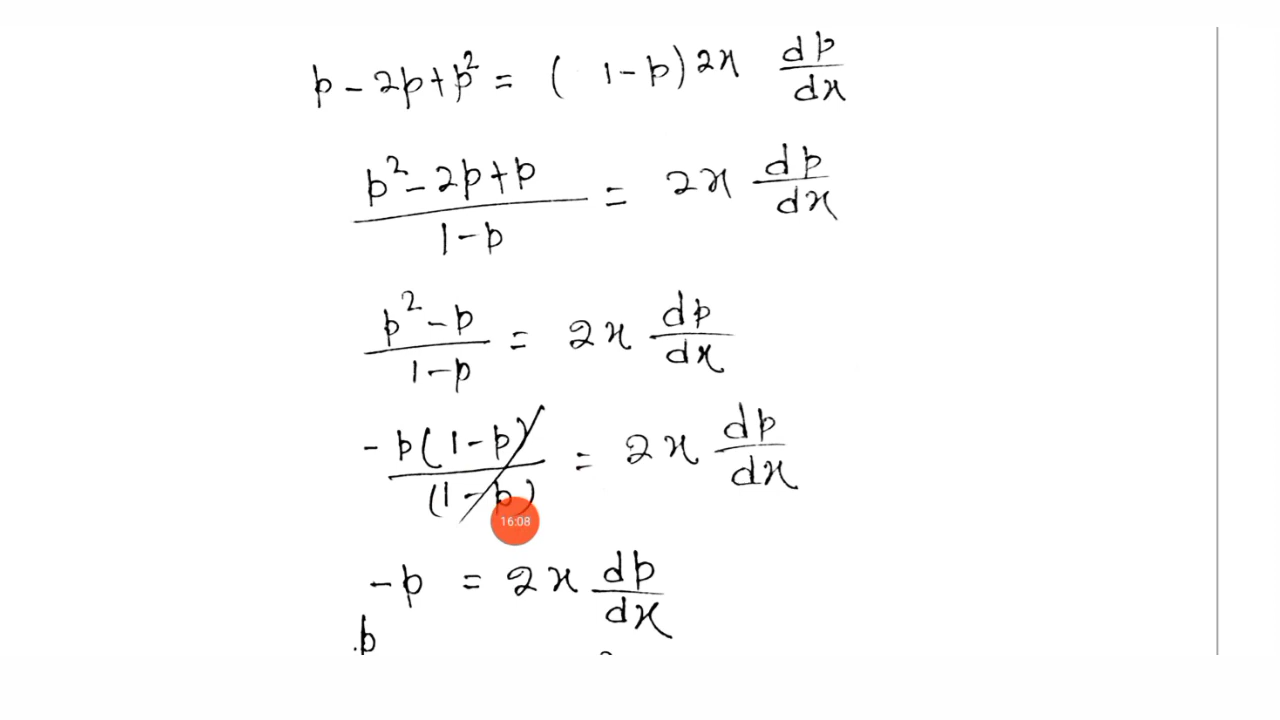 p - 2p + p² = ( 1 - p) 2x dp/dx
(p² - 2p + p)/(1 - p) = 2x dp/dx
(p² - p)/(1 - p) = 2x dp/dx
- p(1 - p)/(1 - p) = 2x dp/dx
16:08
- p = 2x dp/dx
p